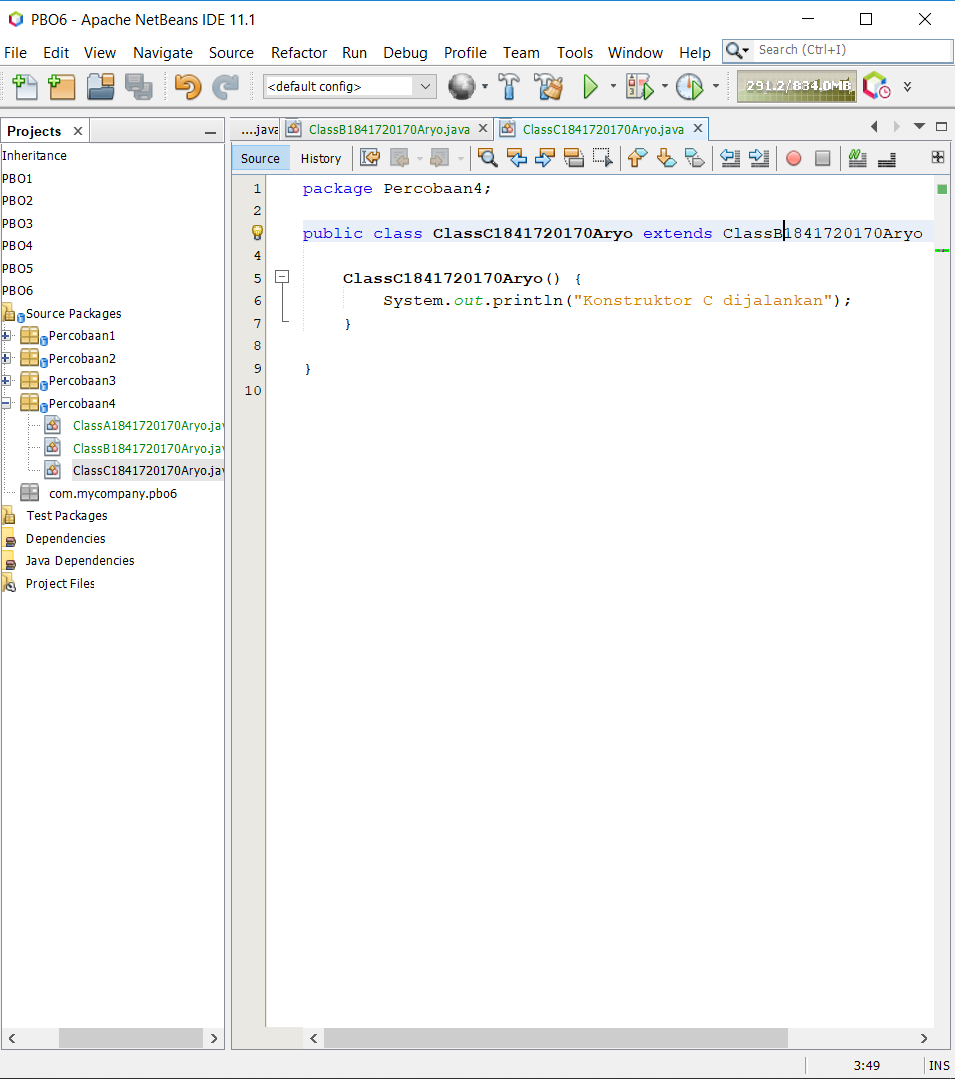 PBO6 - Apache NetBeans IDE 11.1
File Edit View Navigate Source Refactor Run Debug Profile Team Tools Window Help Search (Ctrl+I)
<default config> 291.2/834.0MB
Projects
Inheritance
PBO1
PBO2
PBO3
PBO4
PBO5
PBO6
Source Packages
Percobaan1
Percobaan2
Percobaan3
Percobaan4
ClassA1841720170Aryo.jav
ClassB1841720170Aryo.jav
ClassC1841720170Aryo.jav
com.mycompany.pbo6
Test Packages
Dependencies
Java Dependencies
Project Files
....java ClassB1841720170Aryo.java ClassC1841720170Aryo.java
Source History
1 package Percobaan4;
2
public class ClassC1841720170Aryo extends ClassB1841720170Aryo
4
5 ClassC1841720170Aryo() {
6 System.out.println("Konstruktor C dijalankan");
7 }
8
9 }
10
3:49 INS